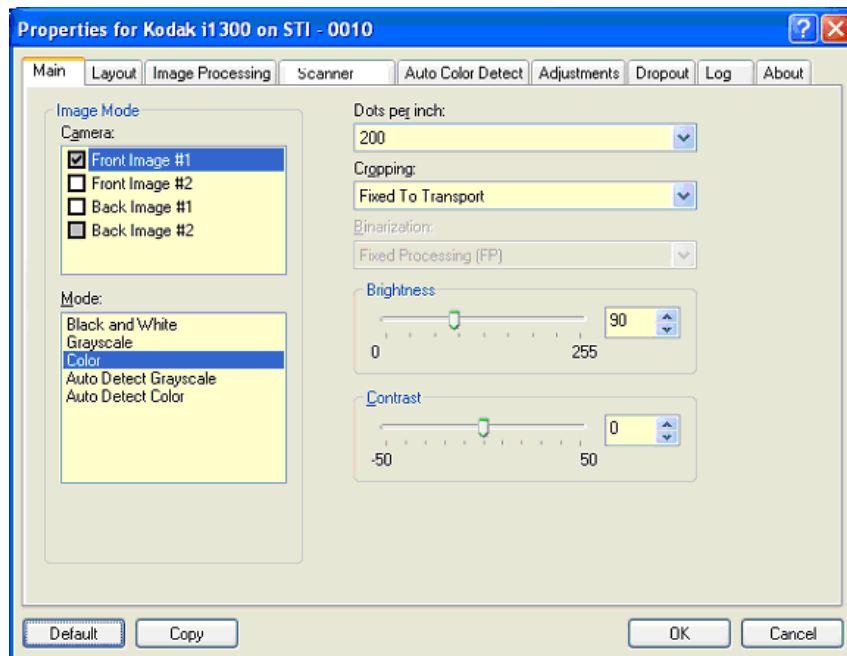 Properties for Kodak i1300 on STI - 0010
Main Layout Image Processing Scanner Auto Color Detect Adjustments Dropout Log About
Image Mode
Camera:
Front Image #1
Front Image #2
Back Image #1
Back Image #2
Mode:
Black and White
Grayscale
Color
Auto Detect Grayscale
Auto Detect Color
Dots per inch:
200
Cropping:
Fixed To Transport
Binarization:
Fixed Processing (FP)
Brightness
90
0 255
Contrast
0
-50 50
Default Copy OK Cancel